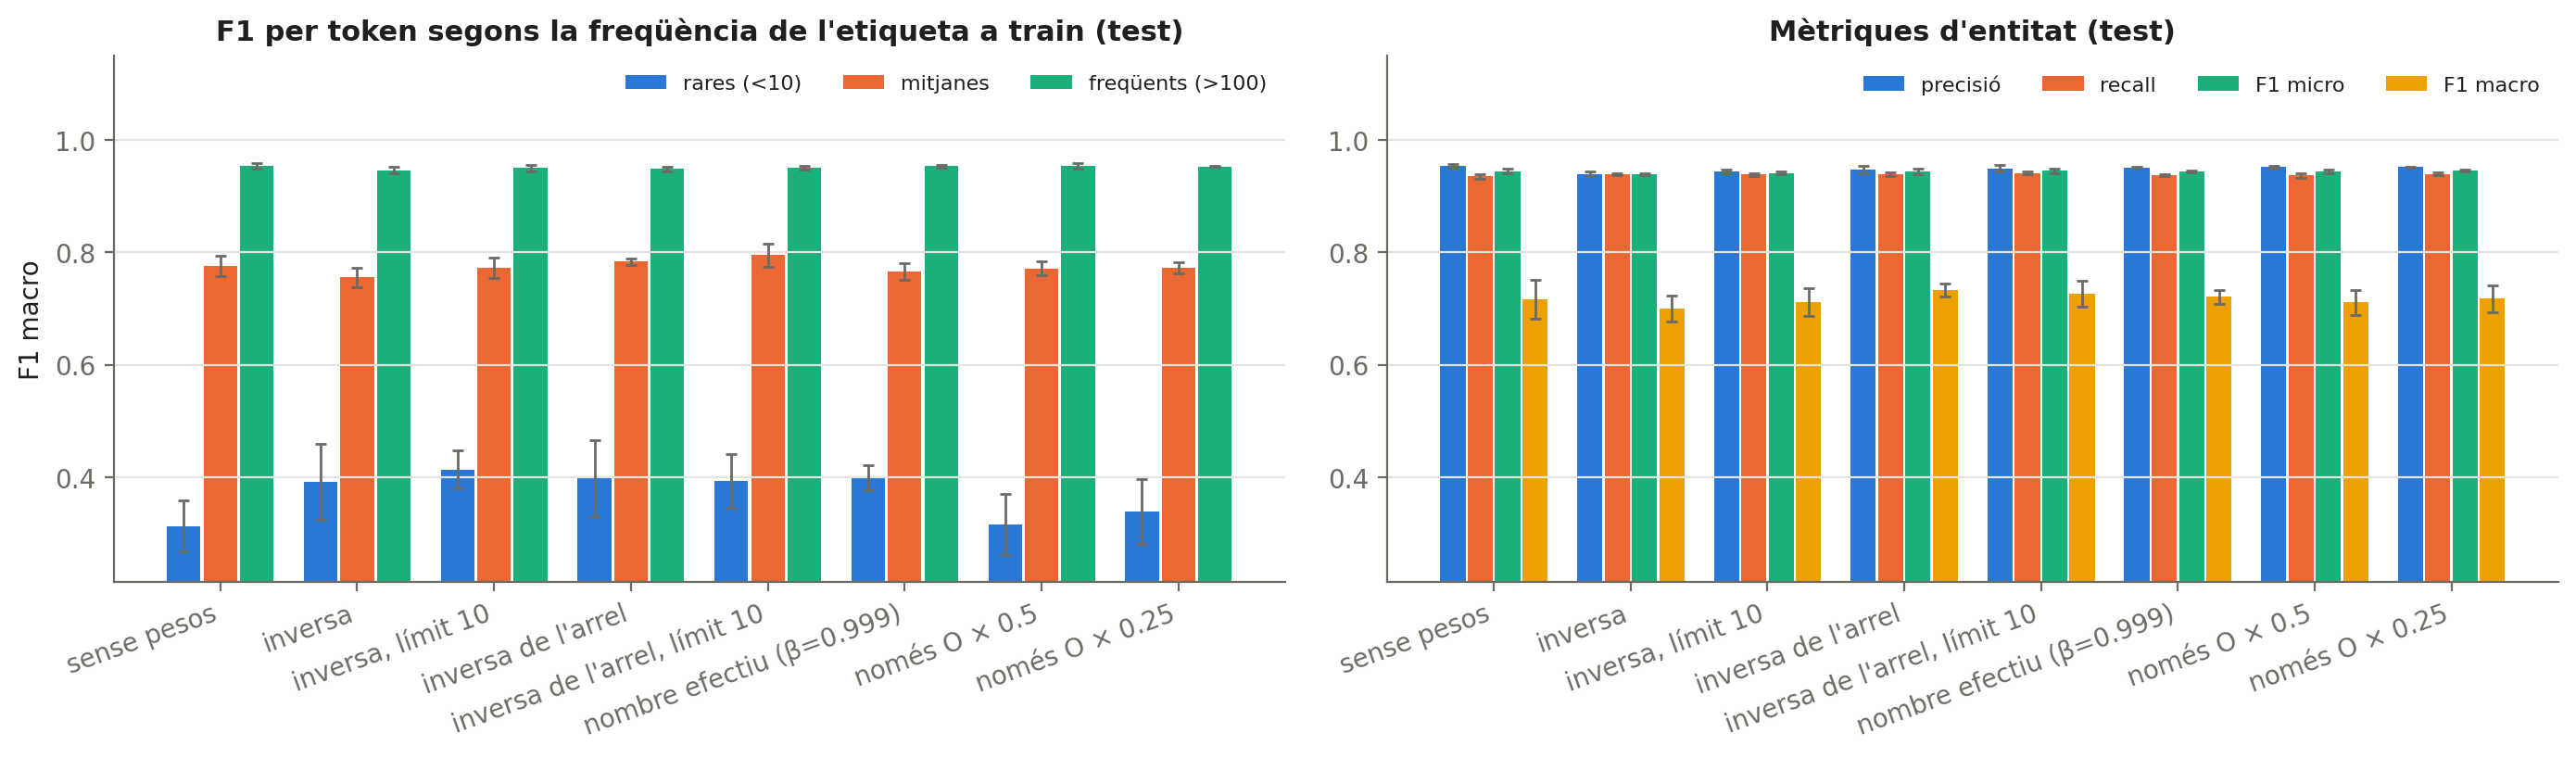 F1 per token segons la freqüència de l'etiqueta a train (test)
rares (<10) mitjanes freqüents (>100)
F1 macro
1.0
0.8
0.6
0.4
sense pesos
inversa
inversa, límit 10
inversa de l'arrel
inversa de l'arrel, límit 10
nombre efectiu (β=0.999)
només O × 0.5
només O × 0.25
Mètriques d'entitat (test)
precisió recall F1 micro F1 macro
1.0
0.8
0.6
0.4
sense pesos
inversa
inversa, límit 10
inversa de l'arrel
inversa de l'arrel, límit 10
nombre efectiu (β=0.999)
només O × 0.5
només O × 0.25